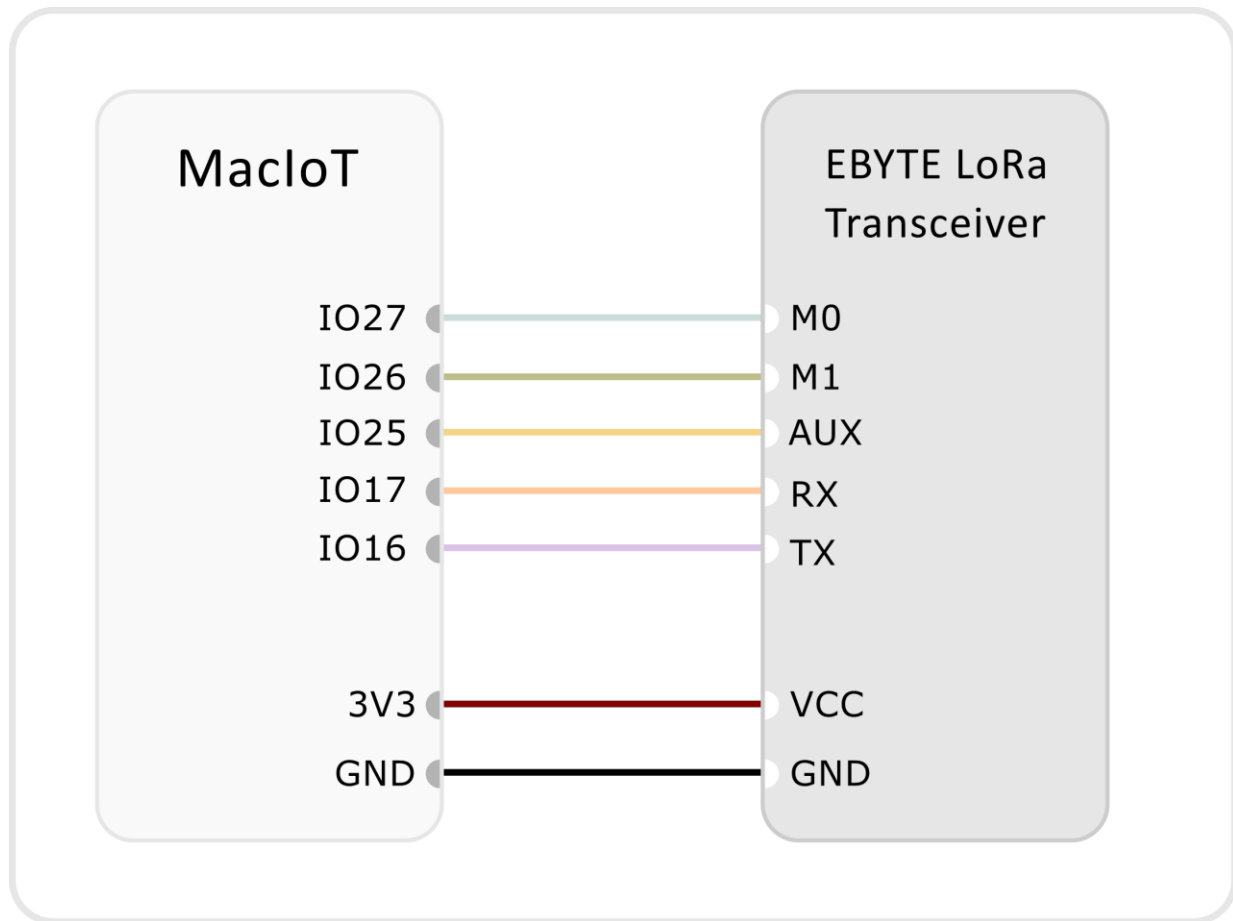 MacIoT
EBYTE LoRa
Transceiver
IO27
M0
IO26
M1
IO25
AUX
IO17
RX
IO16
TX
3V3
VCC
GND
GND